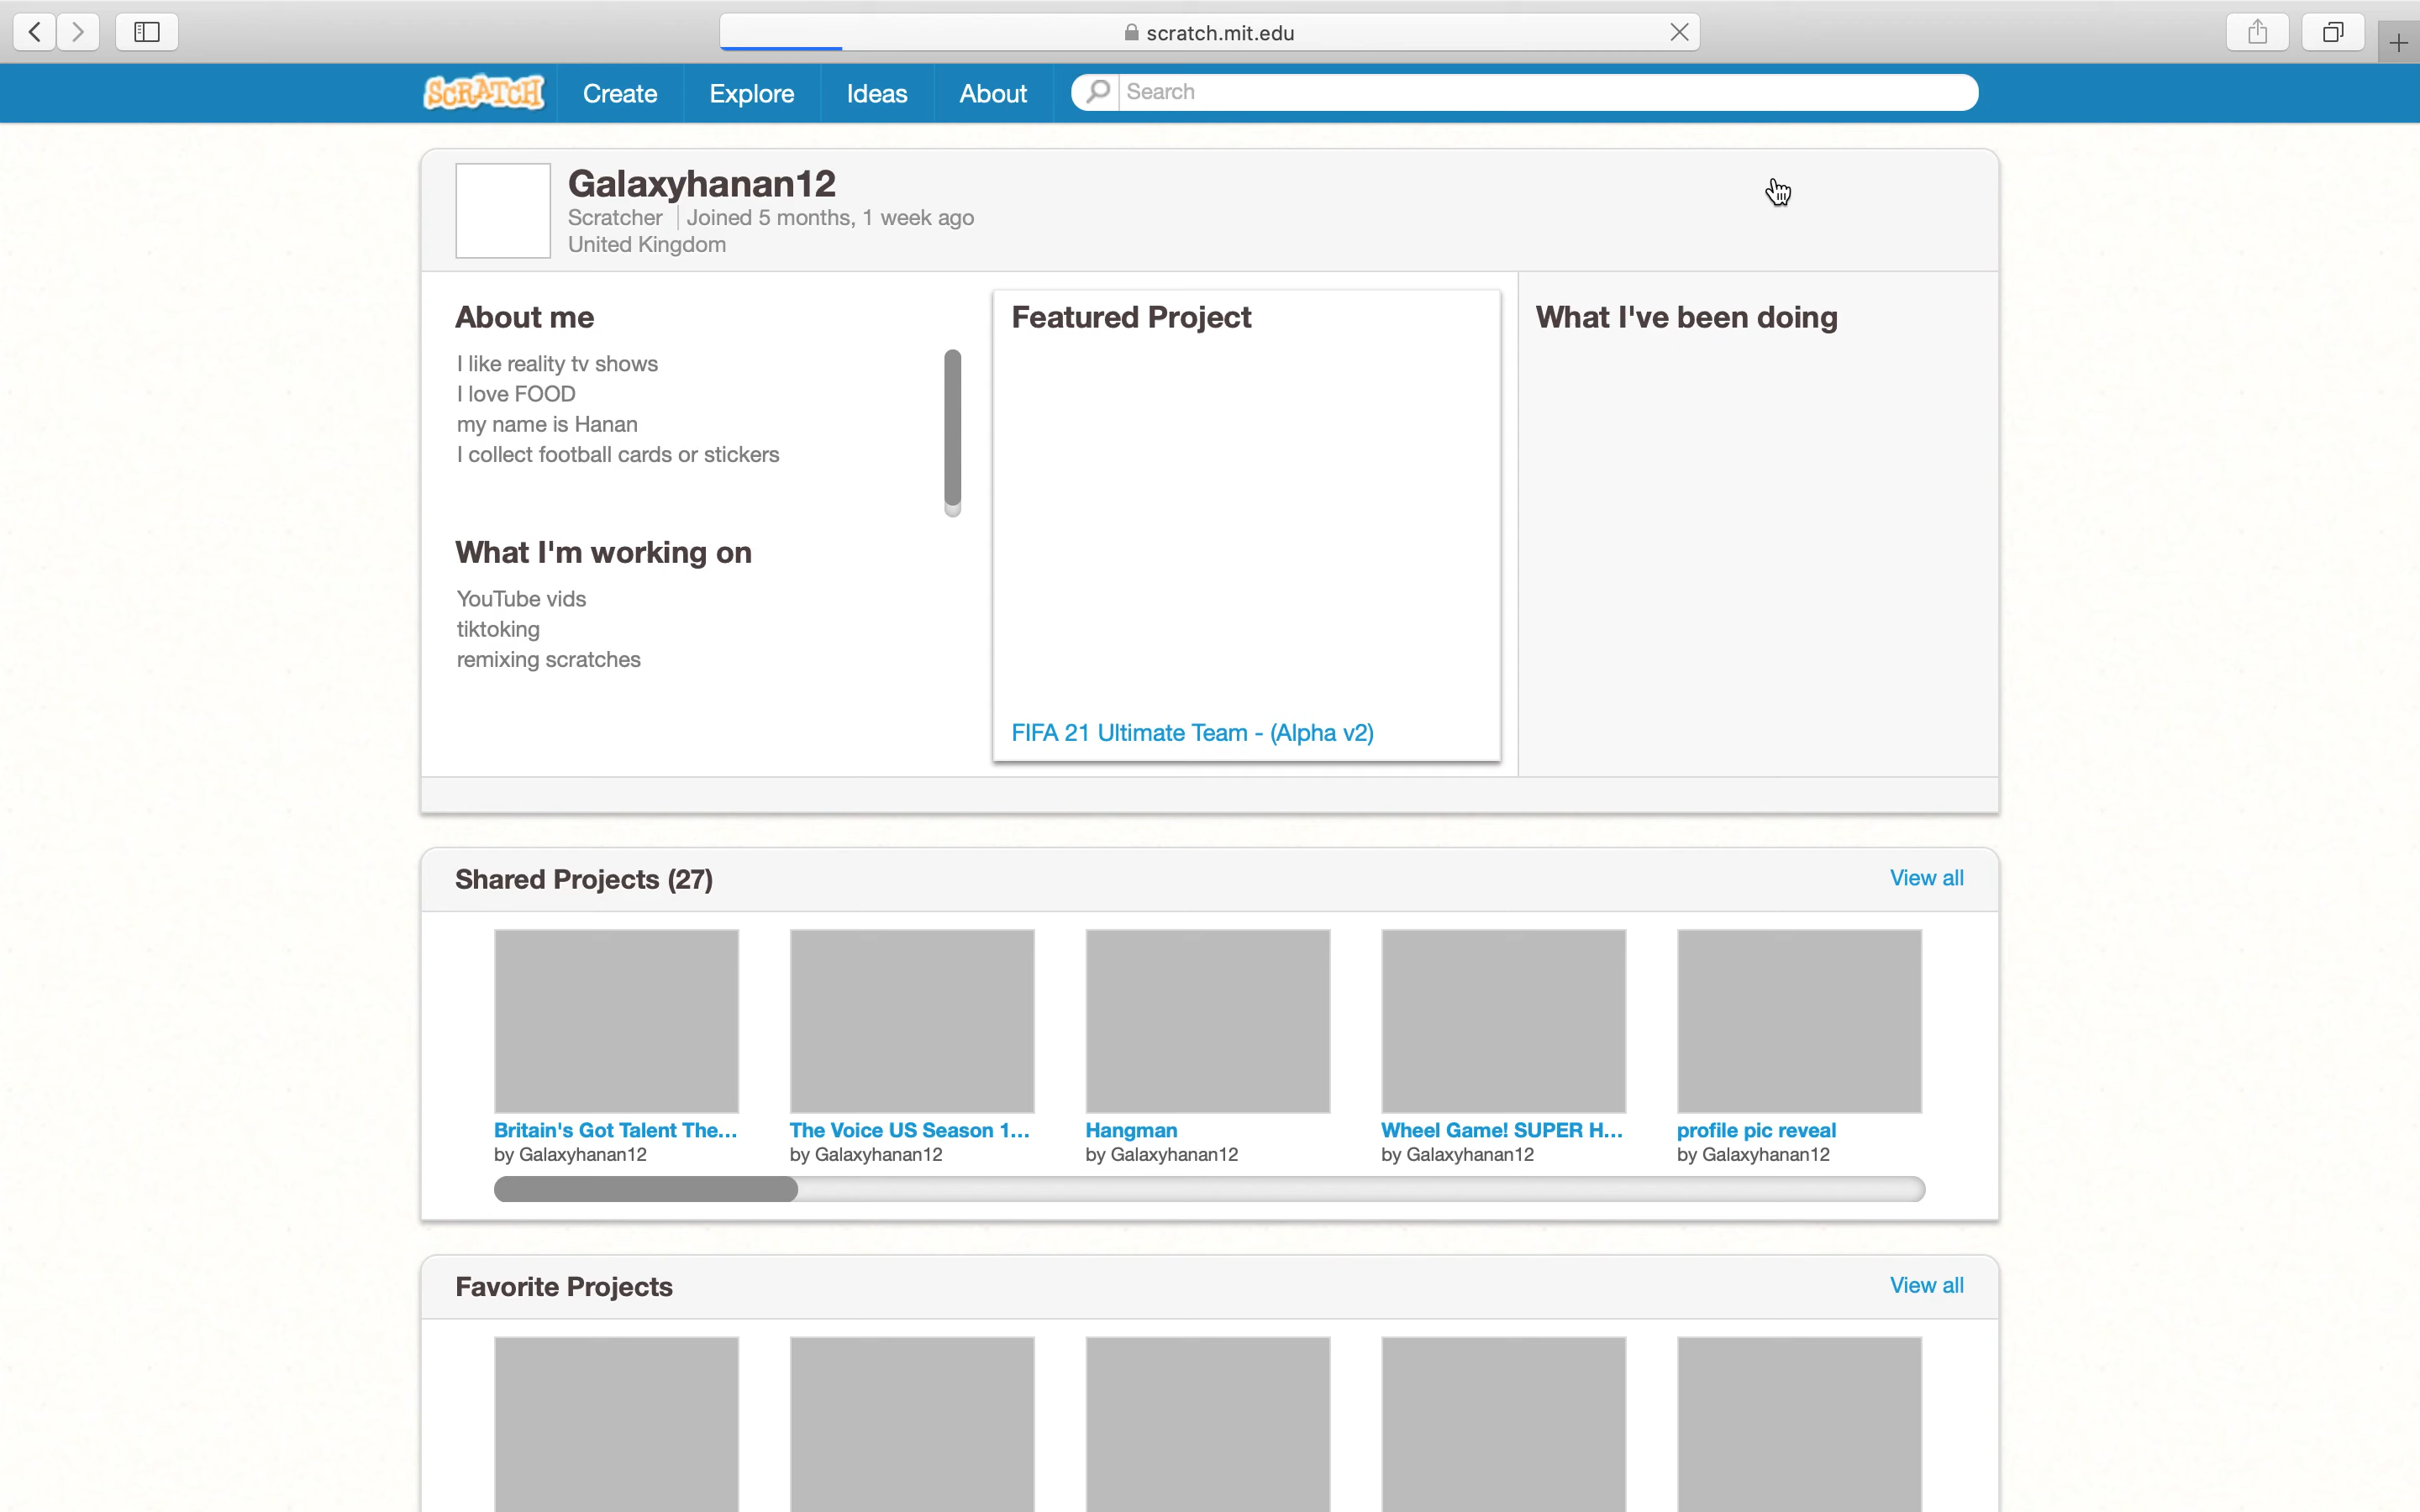 scratch.mit.edu
SCRATCH
Create
Explore
Ideas
About
Search
Galaxyhanan12
Scratcher
Joined 5 months, 1 week ago
United Kingdom
About me
I like reality tv shows
I love FOOD
my name is Hanan
I collect football cards or stickers
What I'm working on
YouTube vids
tiktoking
remixing scratches
Featured Project
FIFA 21 Ultimate Team - (Alpha v2)
What I've been doing
Shared Projects (27)
View all
Britain's Got Talent The...
by Galaxyhanan12
The Voice US Season 1...
by Galaxyhanan12
Hangman
by Galaxyhanan12
Wheel Game! SUPER H...
by Galaxyhanan12
profile pic reveal
by Galaxyhanan12
Favorite Projects
View all